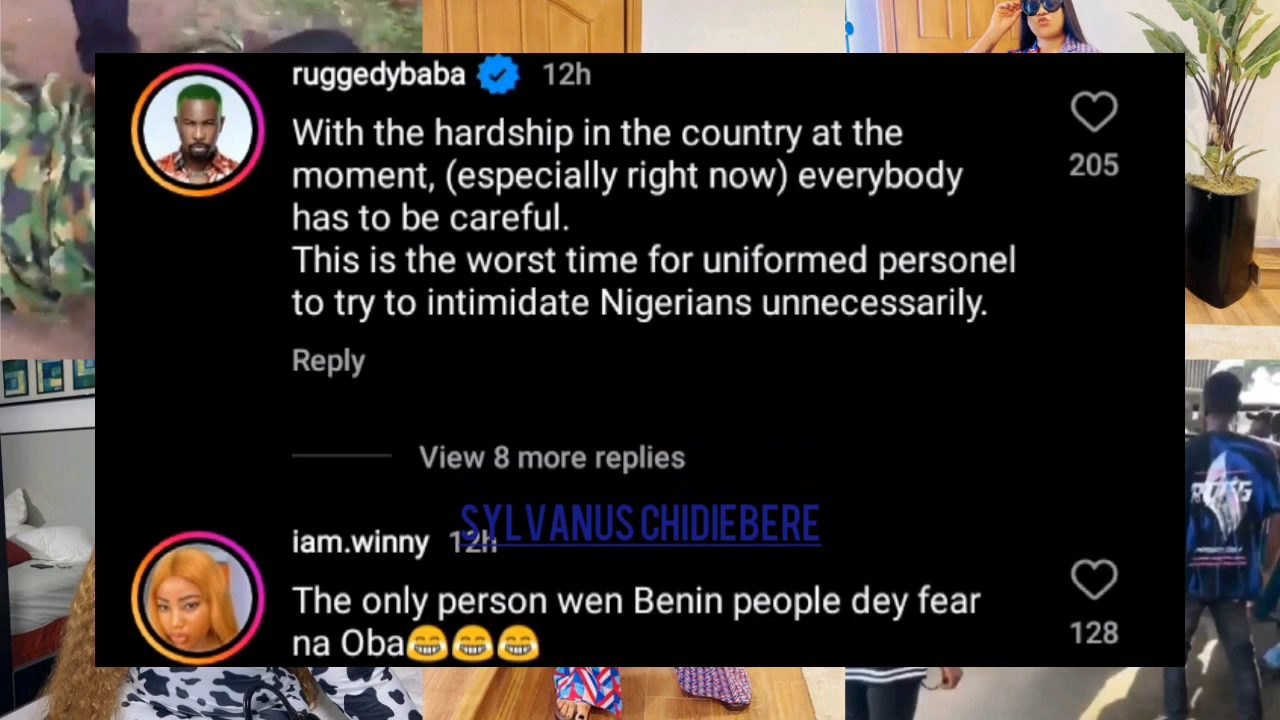 ruggedybaba 12h
With the hardship in the country at the
moment, (especially right now) everybody
has to be careful.
This is the worst time for uniformed personel
to try to intimidate Nigerians unnecessarily.
205
Reply
View 8 more replies
SYLVANUS CHIDIEBERE
iam.winny 12h
The only person wen Benin people dey fear
na Oba😂😂😂
128